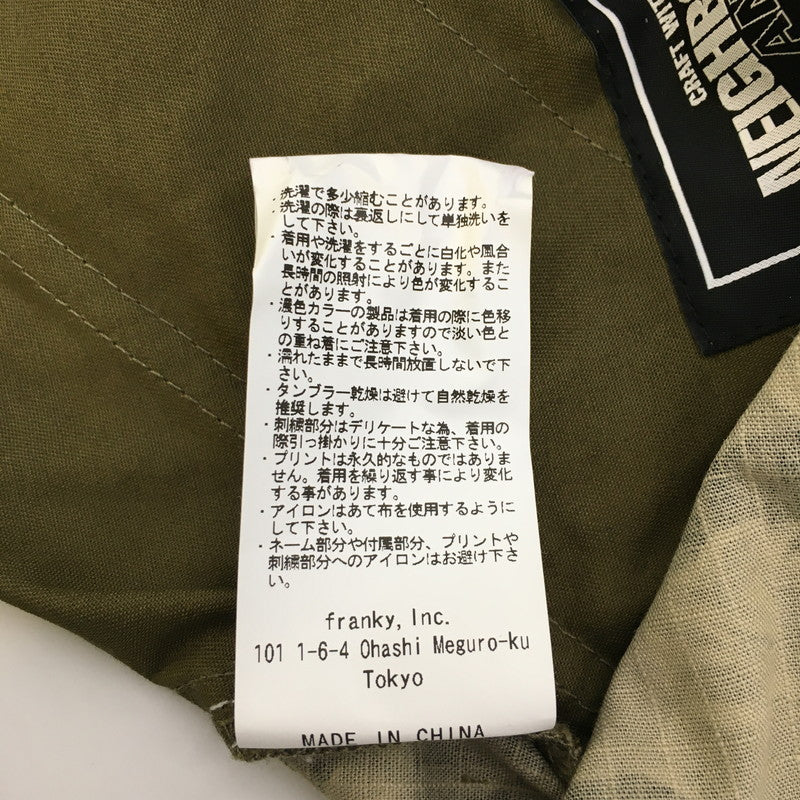 CRAFT WITH
NEIGHB
AN
・洗濯で多少縮むことがあります。
・洗濯の際は裏返しにして単独洗いを
して下さい。
・着用や洗濯をするごとに白化や風合
いが変化することがあります。また
長時間の照射により色が変化するこ
とがあります。
・濃色カラーの製品は着用の際に色移
りすることがありますので淡い色と
の重ね着にご注意下さい。
・濡れたままで長時間放置しないで下
さい。
・タンブラー乾燥は避けて自然乾燥を
推奨します。
・刺繍部分はデリケートな為、着用の
際引っ掛かりに十分ご注意下さい。
・プリントは永久的なものではありま
せん。着用を繰り返す事により変化
する事があります。
・アイロンはあて布を使用するように
して下さい。
・ネーム部分や付属部分、プリントや
刺繍部分へのアイロンはお避け下さ
い。
franky, Inc.
101 1-6-4 Ohashi Meguro-ku
Tokyo
MADE IN CHINA